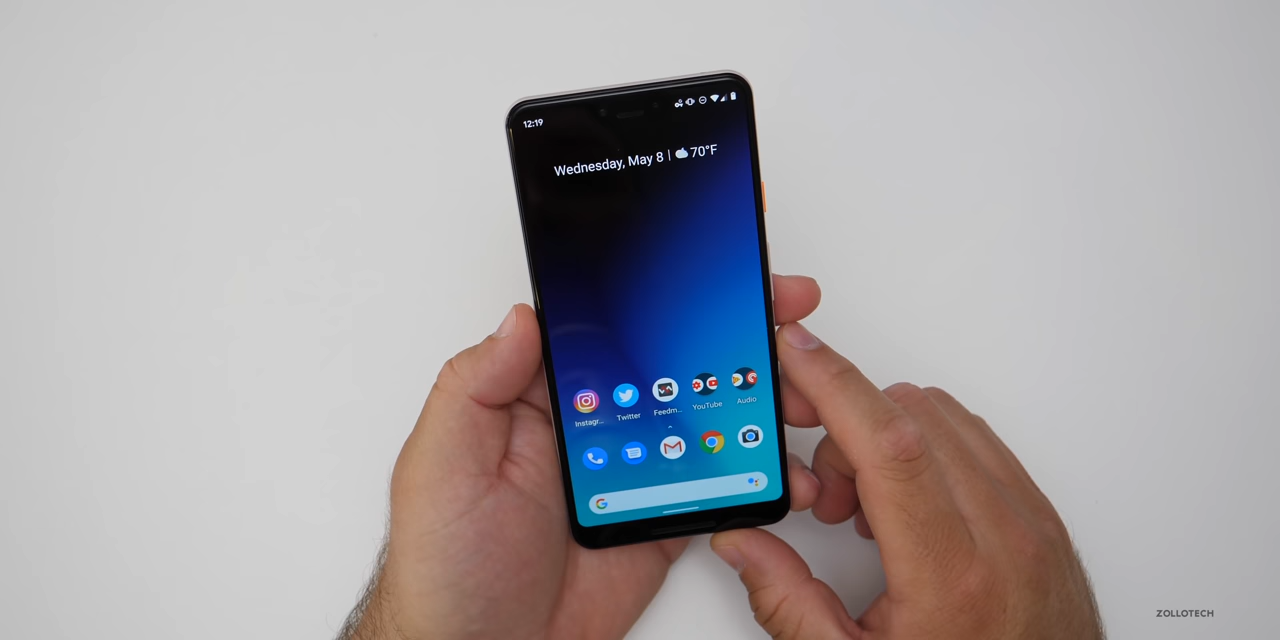 12:19
Wednesday, May 8 | 70°F
Instagr... Twitter Feedm... YouTube Audio
ZOLLOTECH